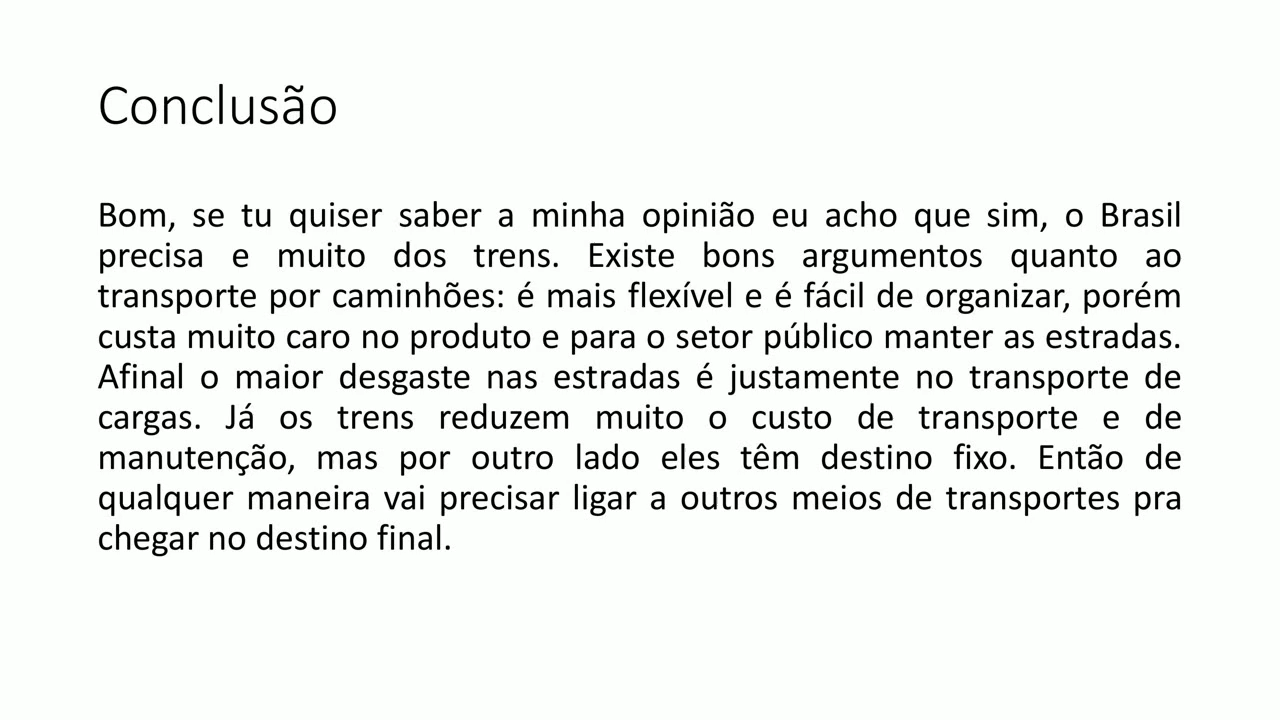 Conclusão
Bom, se tu quiser saber a minha opinião eu acho que sim, o Brasil
precisa e muito dos trens. Existe bons argumentos quanto ao
transporte por caminhões: é mais flexível e é fácil de organizar, porém
custa muito caro no produto e para o setor público manter as estradas.
Afinal o maior desgaste nas estradas é justamente no transporte de
cargas. Já os trens reduzem muito o custo de transporte e de
manutenção, mas por outro lado eles têm destino fixo. Então de
qualquer maneira vai precisar ligar a outros meios de transportes pra
chegar no destino final.